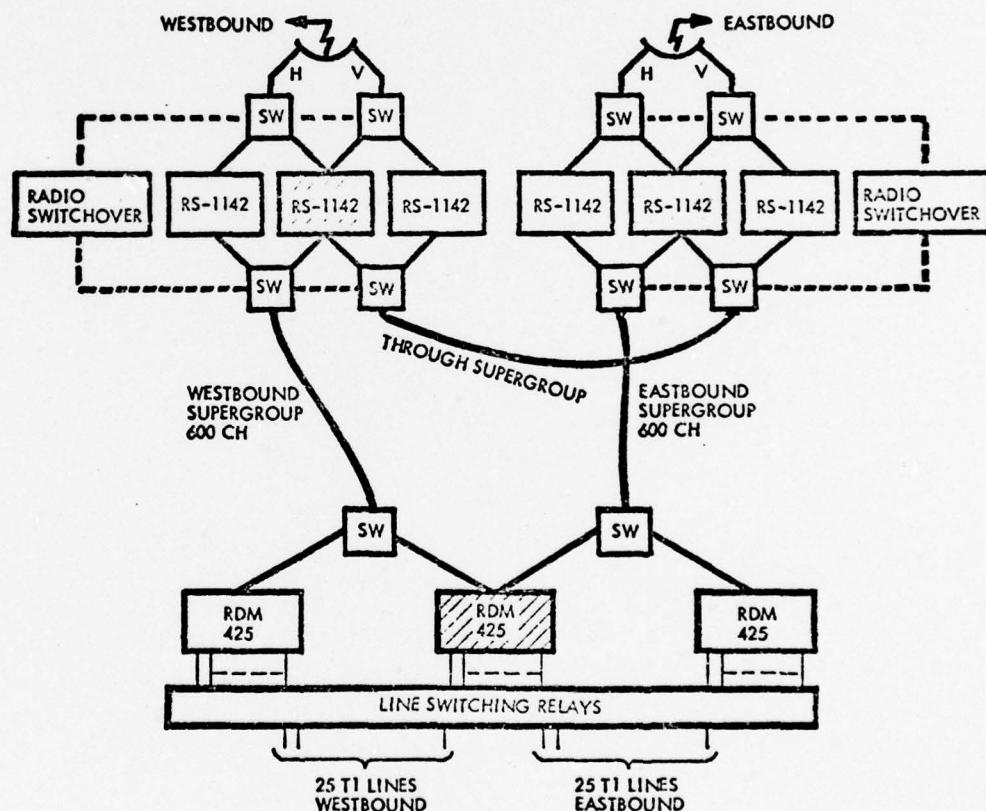 WESTBOUND
EASTBOUND
H V
H V
SW SW SW SW
RADIO
SWITCHOVER
RS-1142 RS-1142 RS-1142 RS-1142 RS-1142 RS-1142
RADIO
SWITCHOVER
SW SW SW SW
THROUGH SUPERGROUP
WESTBOUND
SUPERGROUP
600 CH
EASTBOUND
SUPERGROUP
600 CH
SW SW
RDM
425
RDM
425
RDM
425
LINE SWITCHING RELAYS
25 T1 LINES
WESTBOUND
25 T1 LINES
EASTBOUND